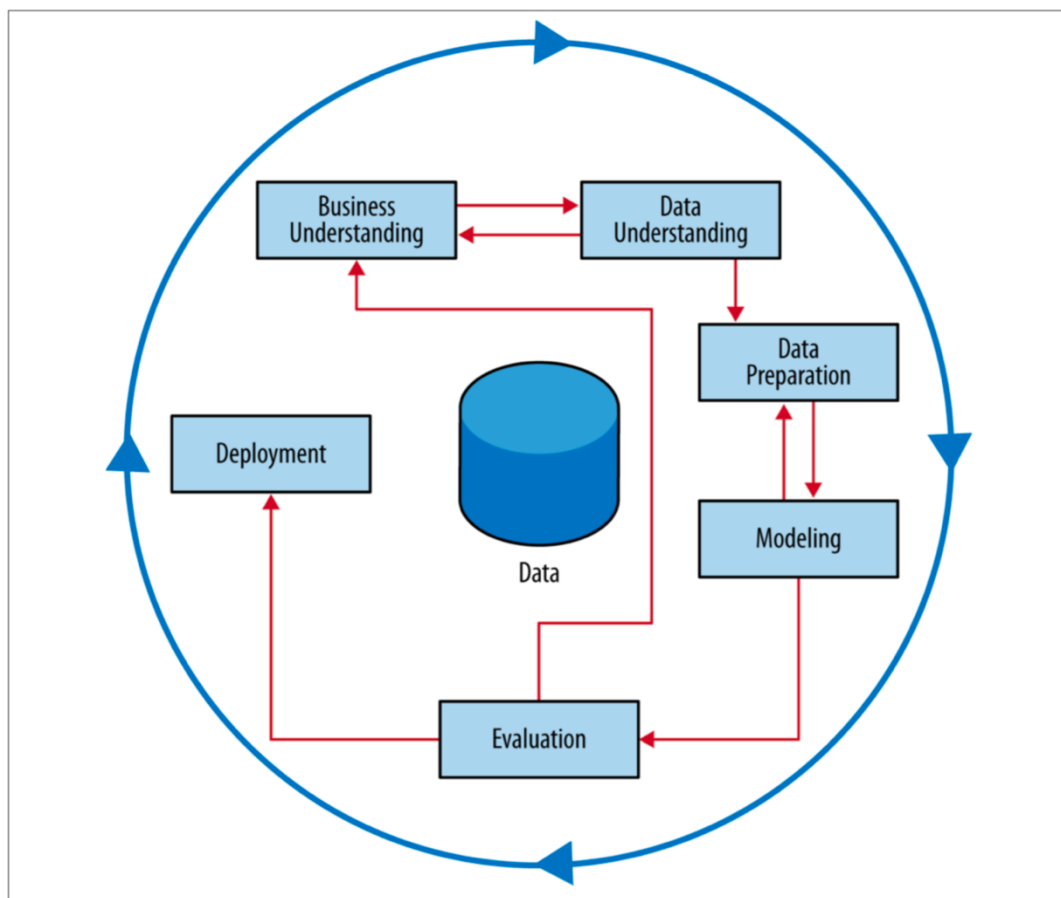 Business
Understanding
Data
Understanding
Data
Preparation
Deployment
Modeling
Data
Evaluation